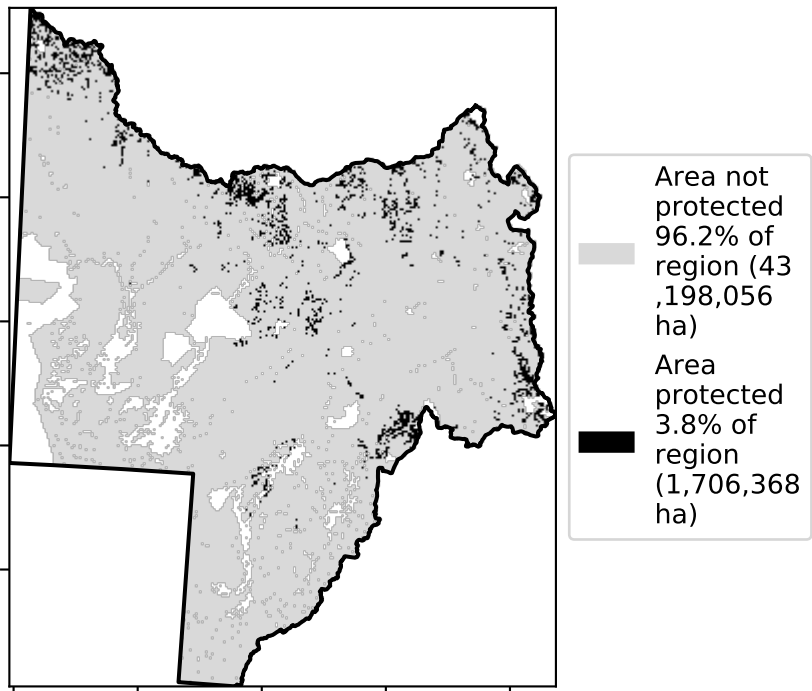 Area not
protected
96.2% of
region (43
,198,056
ha)
Area
protected
3.8% of
region
(1,706,368
ha)